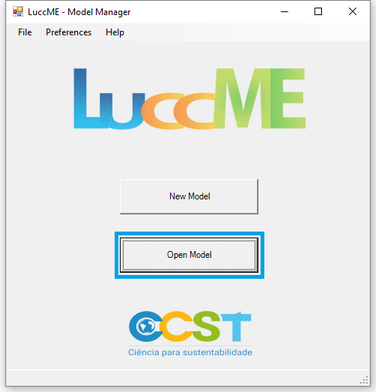 LuccME - Model Manager
File Preferences Help
LuccME
New Model
Open Model
CCST
Ciência para sustentabilidade